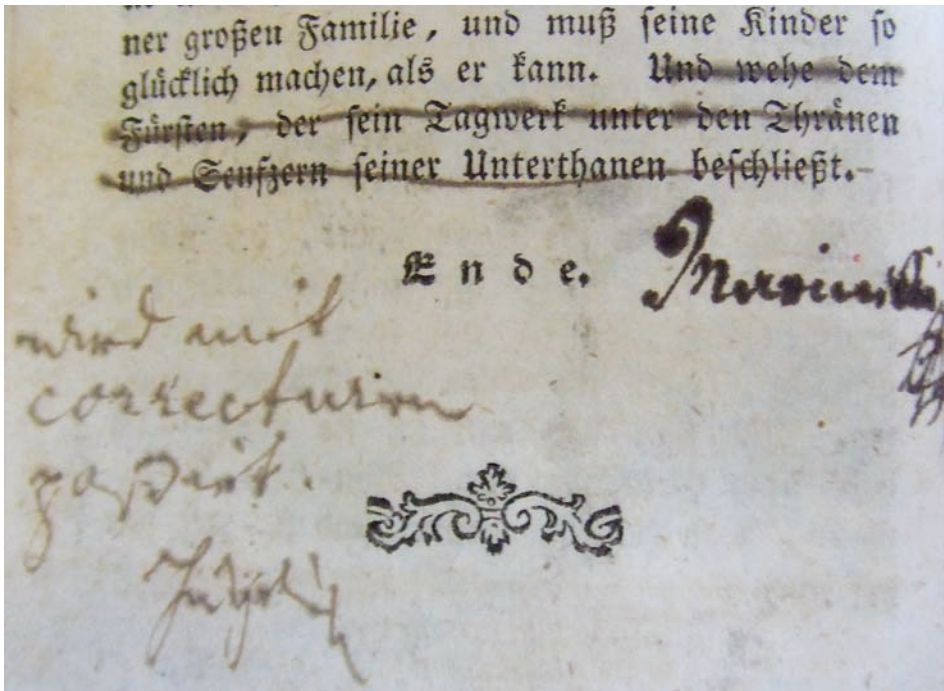 ner großen Familie, und muß seine Kinder so
glücklich machen, als er kann. Und wehe dem
Fürsten, der sein Tagwerk unter den Thränen
und Seufzern seiner Unterthanen beschließt.
Ende.
wird mit
correcturen
passirt.